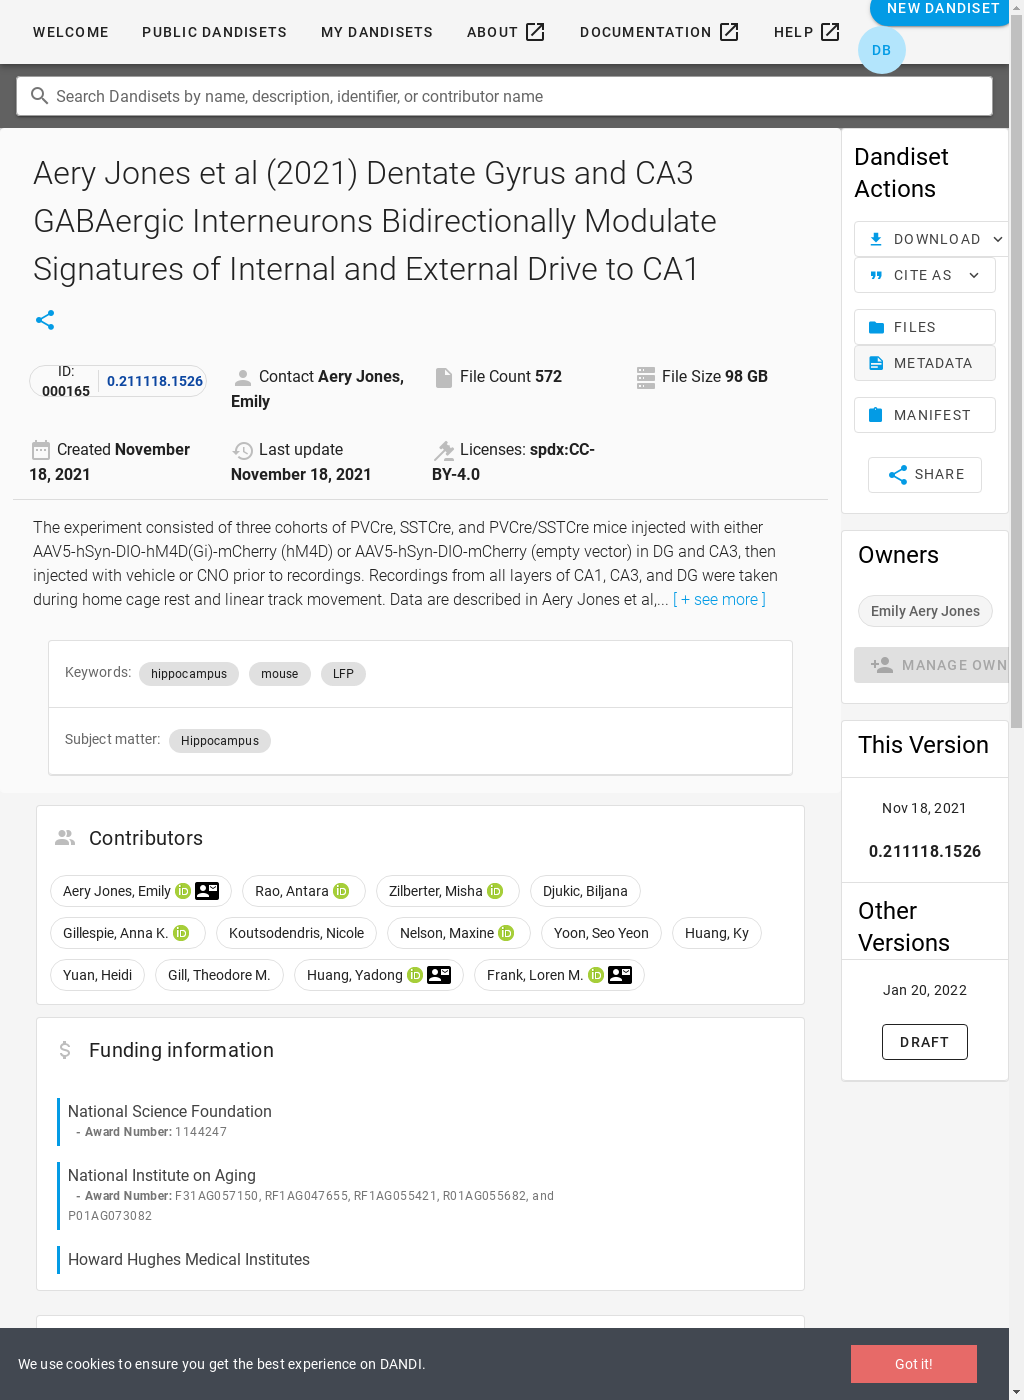 WELCOME PUBLIC DANDISETS MY DANDISETS ABOUT DOCUMENTATION HELP NEW DANDISET
DB
Search Dandisets by name, description, identifier, or contributor name
Aery Jones et al (2021) Dentate Gyrus and CA3
GABAergic Interneurons Bidirectionally Modulate
Signatures of Internal and External Drive to CA1
ID:
000165
0.211118.1526
Contact Aery Jones,
Emily
File Count 572
File Size 98 GB
Created November
18, 2021
Last update
November 18, 2021
Licenses: spdx:CC-
BY-4.0
The experiment consisted of three cohorts of PVCre, SSTCre, and PVCre/SSTCre mice injected with either
AAV5-hSyn-DIO-hM4D(Gi)-mCherry (hM4D) or AAV5-hSyn-DIO-mCherry (empty vector) in DG and CA3, then
injected with vehicle or CNO prior to recordings. Recordings from all layers of CA1, CA3, and DG were taken
during home cage rest and linear track movement. Data are described in Aery Jones et al,... [ + see more ]
Keywords: hippocampus mouse LFP
Subject matter: Hippocampus
Contributors
Aery Jones, Emily iD Rao, Antara iD Zilberter, Misha iD Djukic, Biljana
Gillespie, Anna K. iD Koutsodendris, Nicole Nelson, Maxine iD Yoon, Seo Yeon Huang, Ky
Yuan, Heidi Gill, Theodore M. Huang, Yadong iD Frank, Loren M. iD
Funding information
National Science Foundation
- Award Number: 1144247
National Institute on Aging
- Award Number: F31AG057150, RF1AG047655, RF1AG055421, R01AG055682, and
P01AG073082
Howard Hughes Medical Institutes
Dandiset
Actions
DOWNLOAD
CITE AS
FILES
METADATA
MANIFEST
SHARE
Owners
Emily Aery Jones
MANAGE OWN
This Version
Nov 18, 2021
0.211118.1526
Other
Versions
Jan 20, 2022
DRAFT
We use cookies to ensure you get the best experience on DANDI.
Got it!